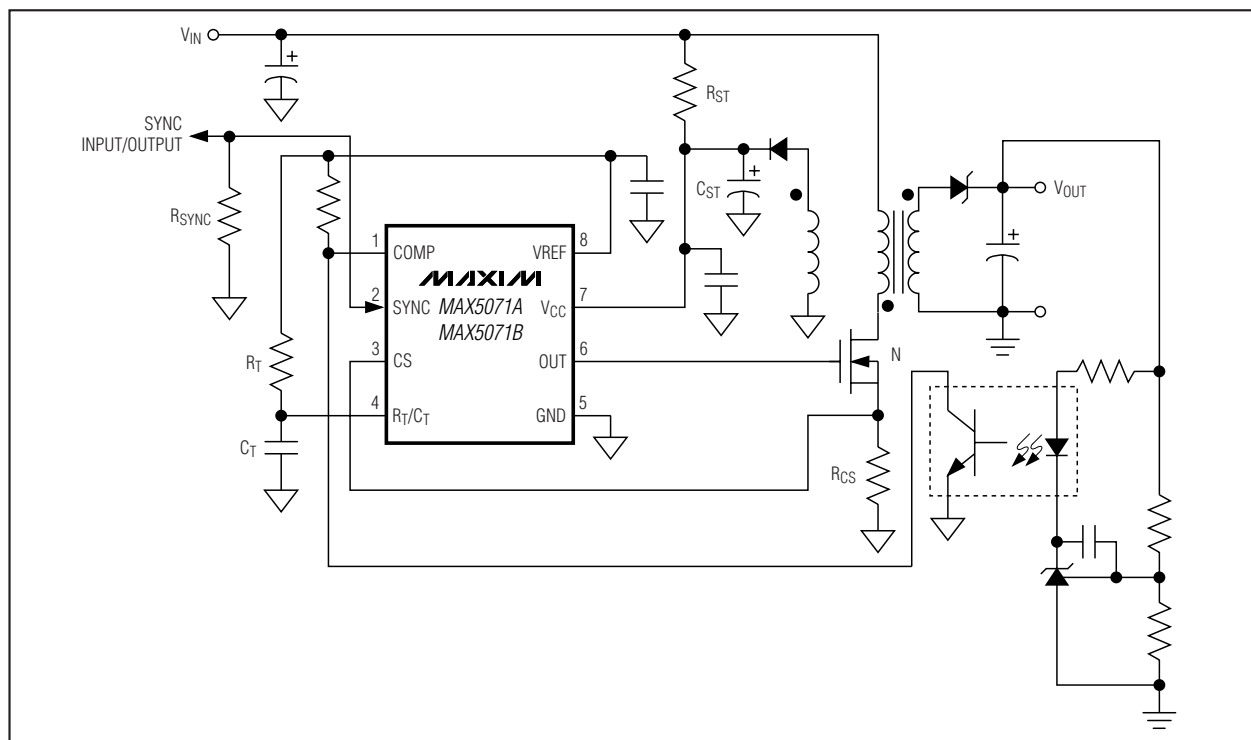 VIN
+
RST
SYNC
INPUT/OUTPUT
RSYNC
CST
+
VOUT
+
1
COMP
VREF
8
MAXIM
2
SYNC
MAX5071A
MAX5071B
VCC
7
3
CS
OUT
6
4
RT/CT
GND
5
RT
CT
N
RCS